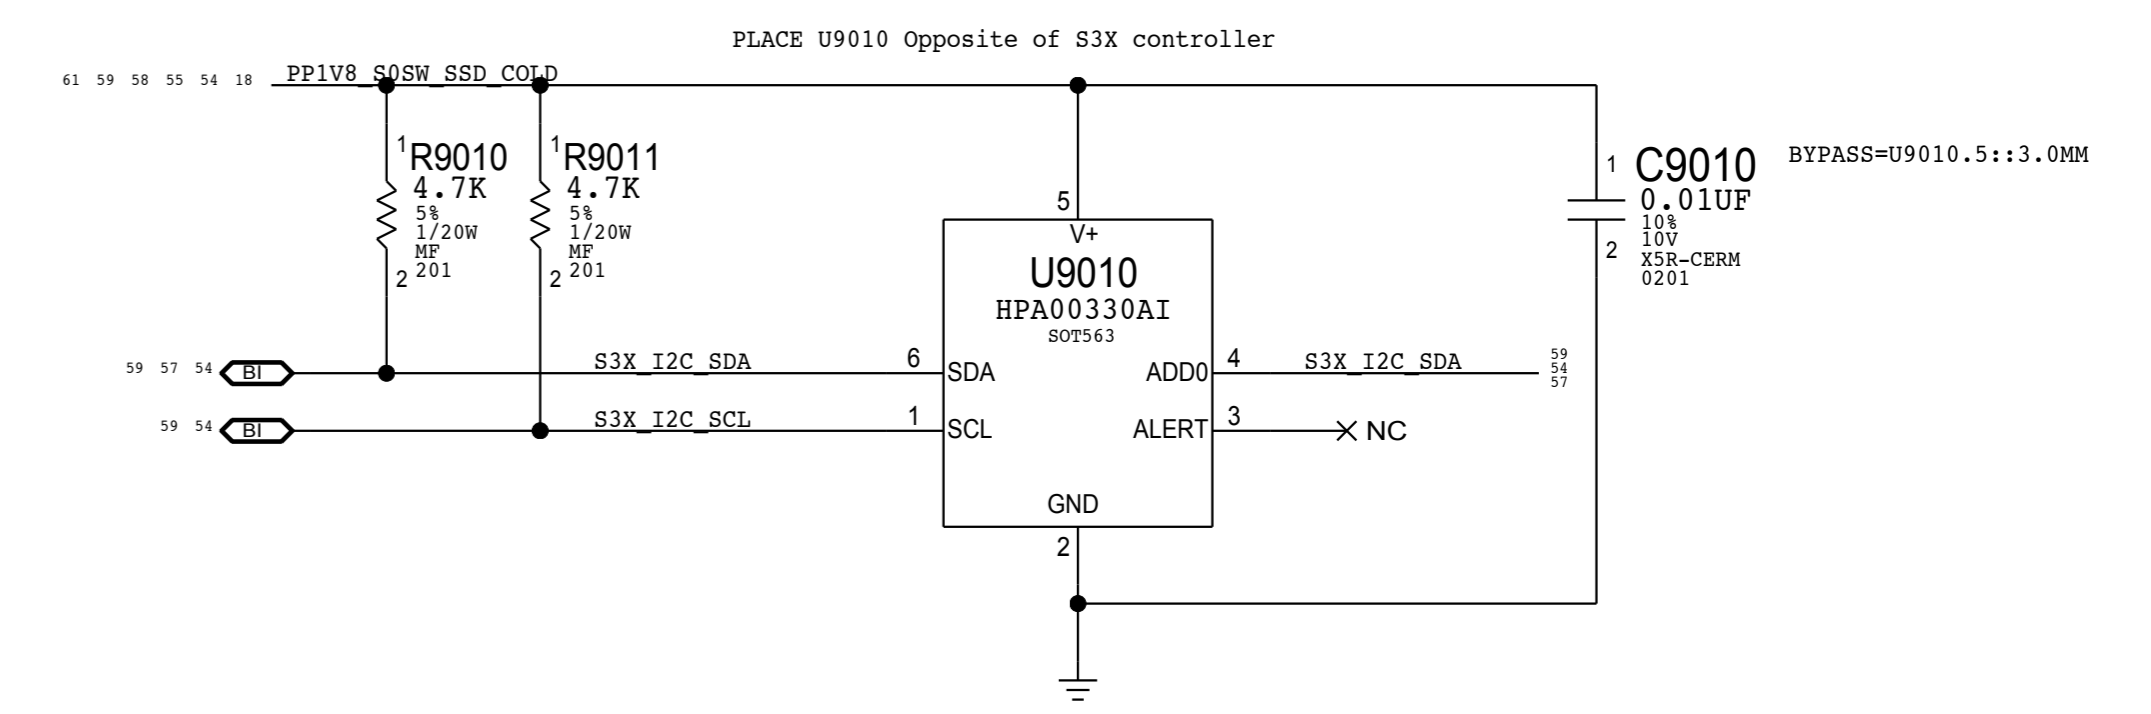 PLACE U9010 Opposite of S3X controller
61 59 58 55 54 18 PP1V8_S0SW_SSD_COLD
1 R9010
4.7K
5%
1/20W
MF
201
2
1 R9011
4.7K
5%
1/20W
MF
201
2
5
V+
U9010
HPA00330AI
SOT563
1 C9010
0.01UF
10%
10V
X5R-CERM
0201
2
BYPASS=U9010.5::3.0MM
59 57 54 BI S3X_I2C_SDA 6 SDA
59 54 BI S3X_I2C_SCL 1 SCL
ADD0 4 S3X_I2C_SDA
59
54
57
ALERT 3 NC
GND
2